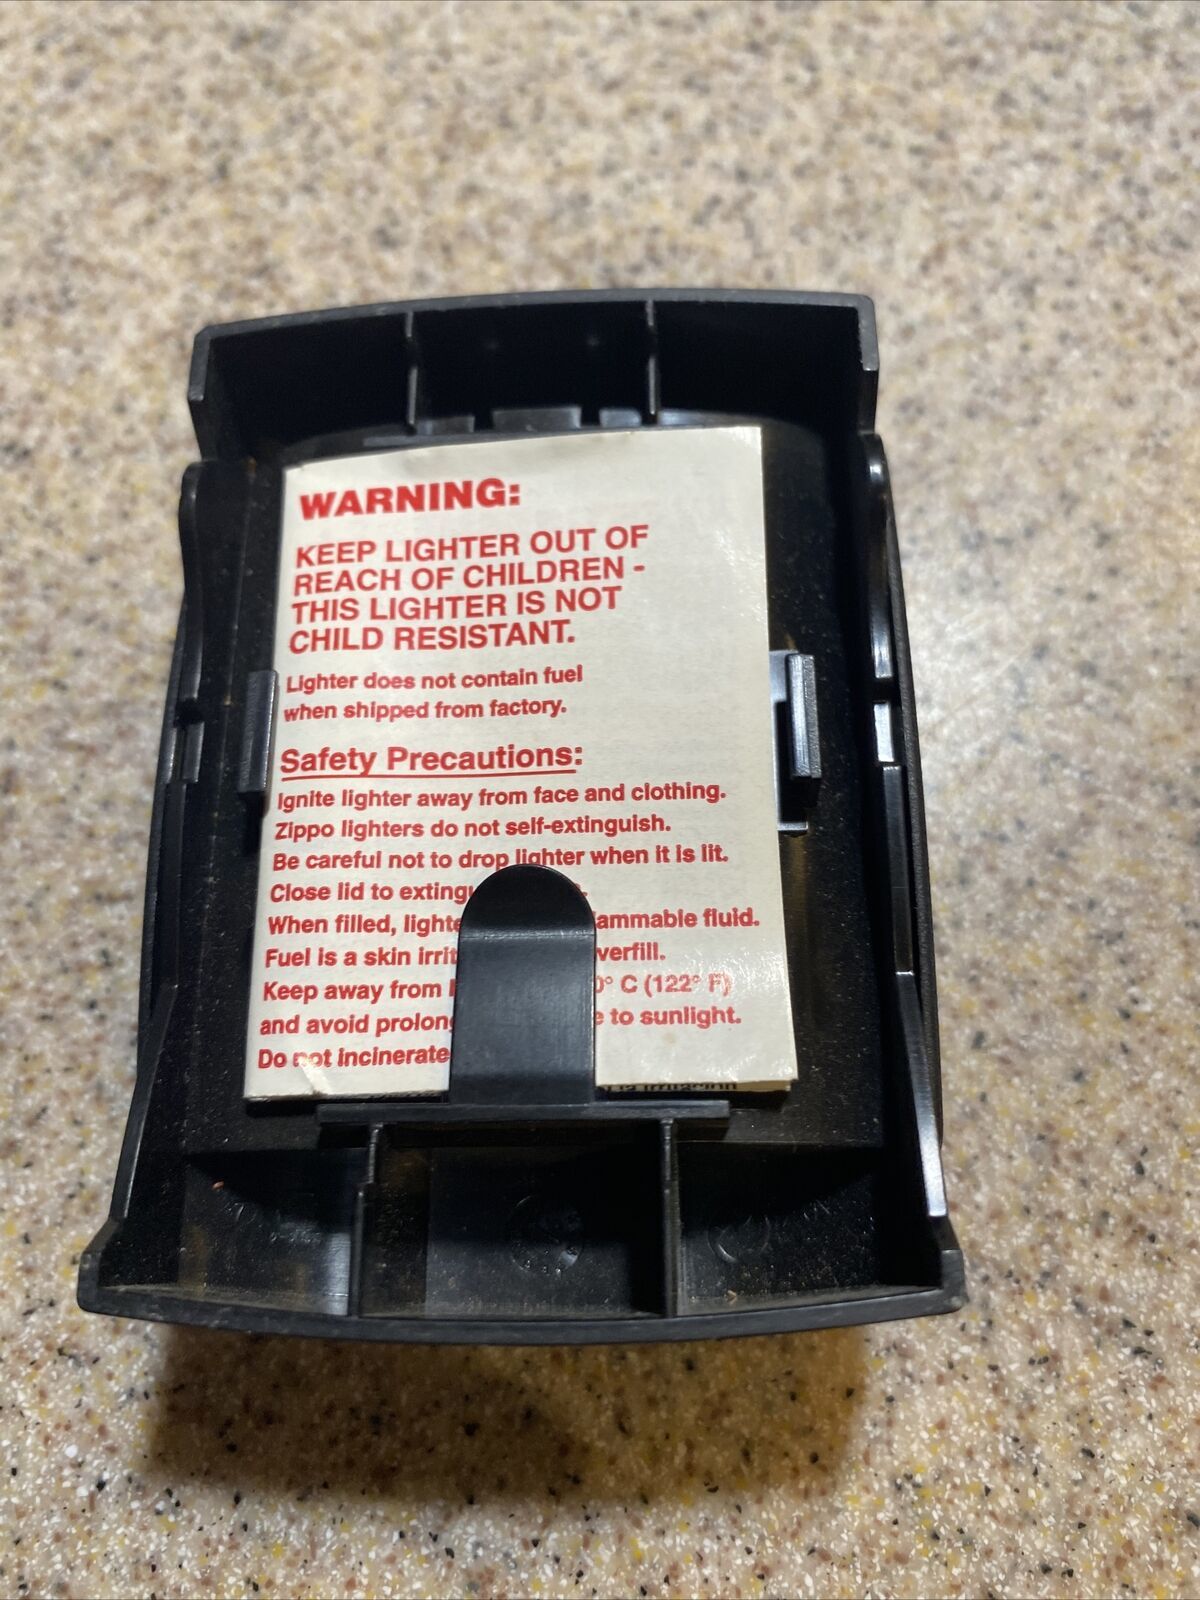 WARNING:
KEEP LIGHTER OUT OF
REACH OF CHILDREN -
THIS LIGHTER IS NOT
CHILD RESISTANT.
Lighter does not contain fuel
when shipped from factory.
Safety Precautions:
Ignite lighter away from face and clothing.
Zippo lighters do not self-extinguish.
Be careful not to drop lighter when it is lit.
Close lid to
When filled, fluid.
Fuel is a skin
Keep away from C (122° F)
and avoid to sunlight.
Do not incinerate